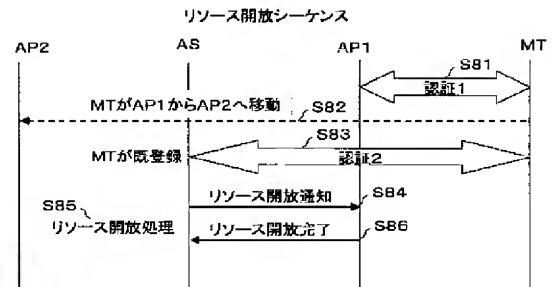 リソース開放シーケンス
AP2 AS AP1 MT
S81
認証1
MTがAP1からAP2へ移動 S82
S83
MTが既登録 認証2
リソース開放通知 S84
S85
リソース開放処理 リソース開放完了 S86